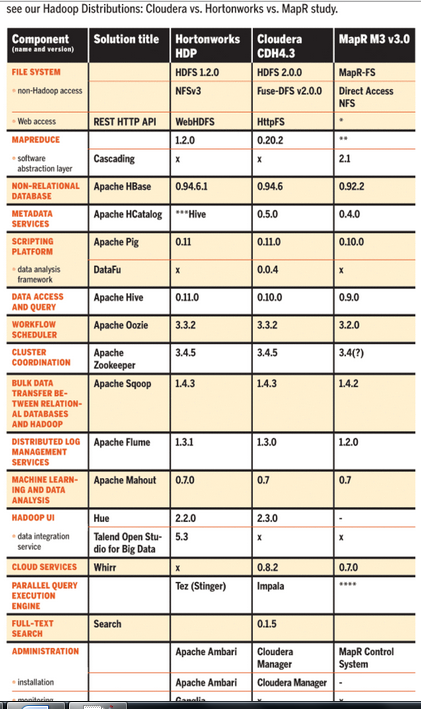 see our Hadoop Distributions: Cloudera vs. Hortonworks vs. MapR study.
Component (name and version) Solution title Hortonworks HDP Cloudera CDH4.3 MapR M3 v3.0
FILE SYSTEM HDFS 1.2.0 HDFS 2.0.0 MapR-FS
• non-Hadoop access NFSv3 Fuse-DFS v2.0.0 Direct Access NFS
• Web access REST HTTP API WebHDFS HttpFS *
MAPREDUCE 1.2.0 0.20.2 **
• software abstraction layer Cascading x x 2.1
NON-RELATIONAL DATABASE Apache HBase 0.94.6.1 0.94.6 0.92.2
METADATA SERVICES Apache HCatalog ***Hive 0.5.0 0.4.0
SCRIPTING PLATFORM Apache Pig 0.11 0.11.0 0.10.0
• data analysis framework DataFu x 0.0.4 x
DATA ACCESS AND QUERY Apache Hive 0.11.0 0.10.0 0.9.0
WORKFLOW SCHEDULER Apache Oozie 3.3.2 3.3.2 3.2.0
CLUSTER COORDINATION Apache Zookeeper 3.4.5 3.4.5 3.4(?)
BULK DATA TRANSFER BE- TWEEN RELATION- AL DATABASES AND HADOOP Apache Sqoop 1.4.3 1.4.3 1.4.2
DISTRIBUTED LOG MANAGEMENT SERVICES Apache Flume 1.3.1 1.3.0 1.2.0
MACHINE LEARN- ING AND DATA ANALYSIS Apache Mahout 0.7.0 0.7 0.7
HADOOP UI Hue 2.2.0 2.3.0 -
• data integration service Talend Open Stu- dio for Big Data 5.3 x x
CLOUD SERVICES Whirr x 0.8.2 0.7.0
PARALLEL QUERY EXECUTION ENGINE Tez (Stinger) Impala ****
FULL-TEXT SEARCH Search 0.1.5
ADMINISTRATION Apache Ambari Cloudera Manager MapR Control System
• installation Apache Ambari Cloudera Manager -
• monitoring Ganglia x x